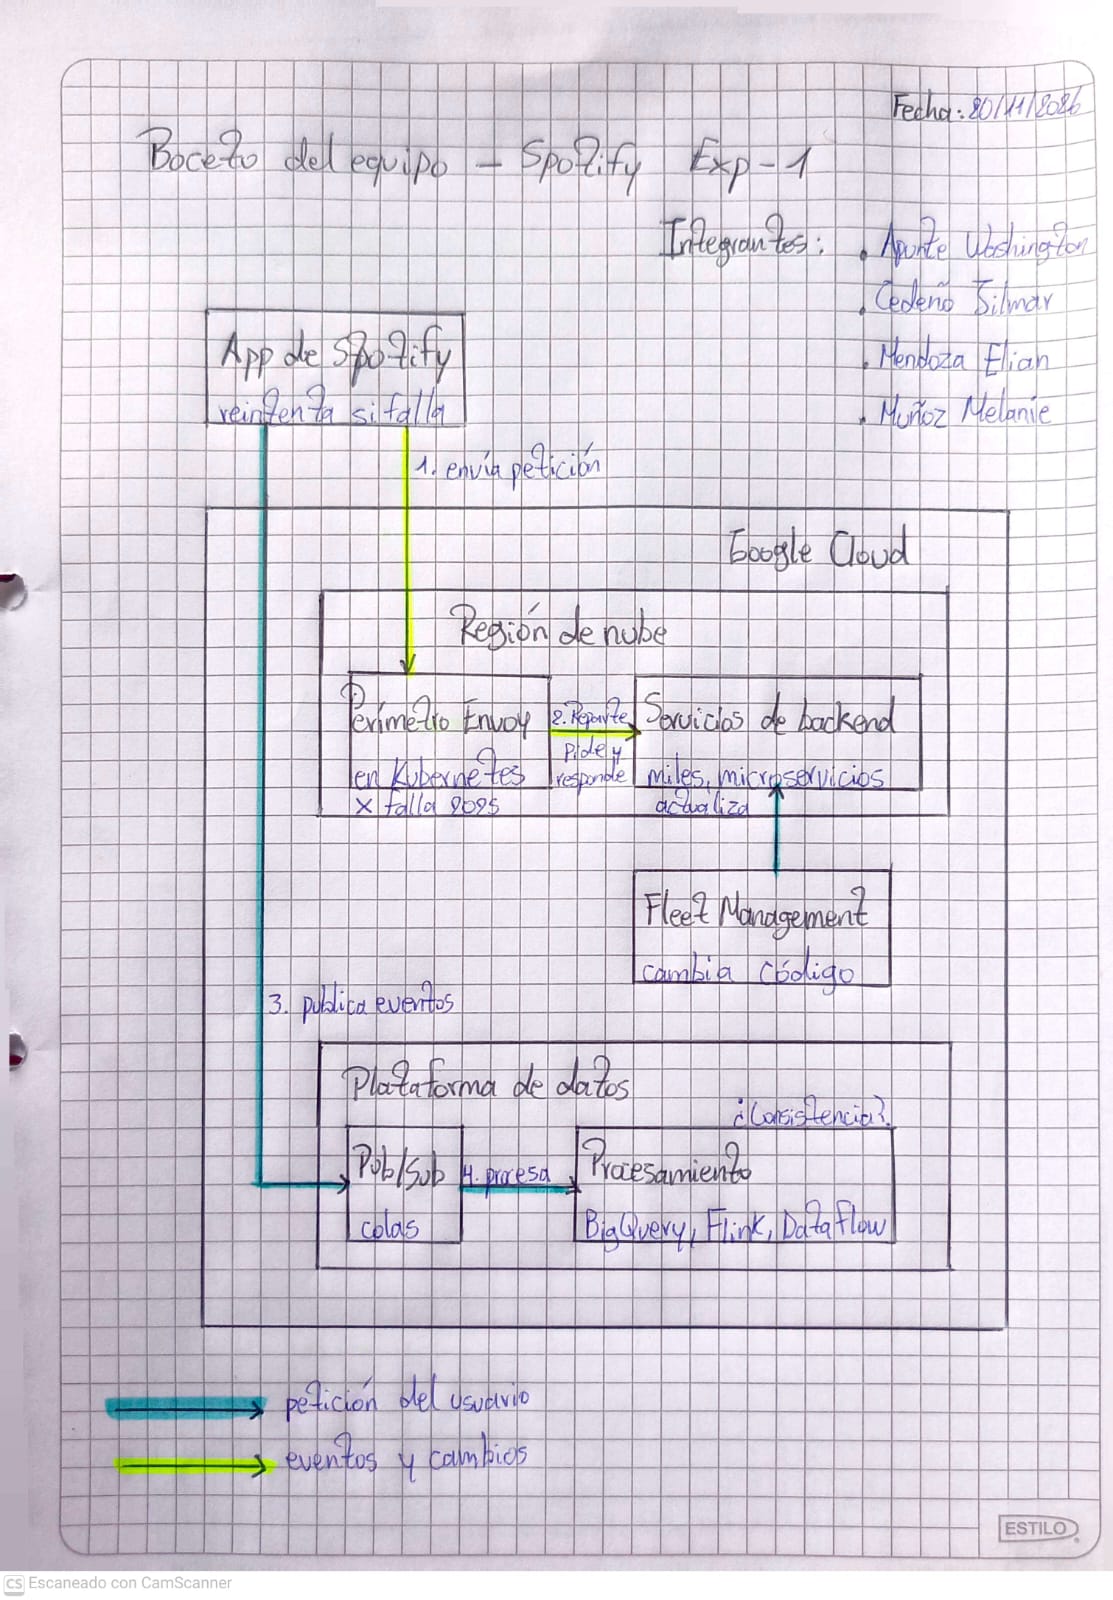 Fecha: 20/11/2026
Boceto del equipo – Spotify Exp-1
Integrantes:
• Aponte Washington
• Cedeño Jilmar
• Mendoza Elian
• Muñoz Melanie
App de Spotify
reintenta si falla
1. envía petición
Google Cloud
Región de nube
Perímetro Envoy
en Kubernetes
x falla 2025
2. Reparte
Pide y
responde
Servicios de backend
miles, microservicios
actualiza
Fleet Management
cambia código
3. publica eventos
Plataforma de datos
¿Consistencia?
Pub/Sub
colas
4. procesa
Procesamiento
BigQuery, Flink, Dataflow
petición del usuario
eventos y cambios
ESTILO
CS Escaneado con CamScanner